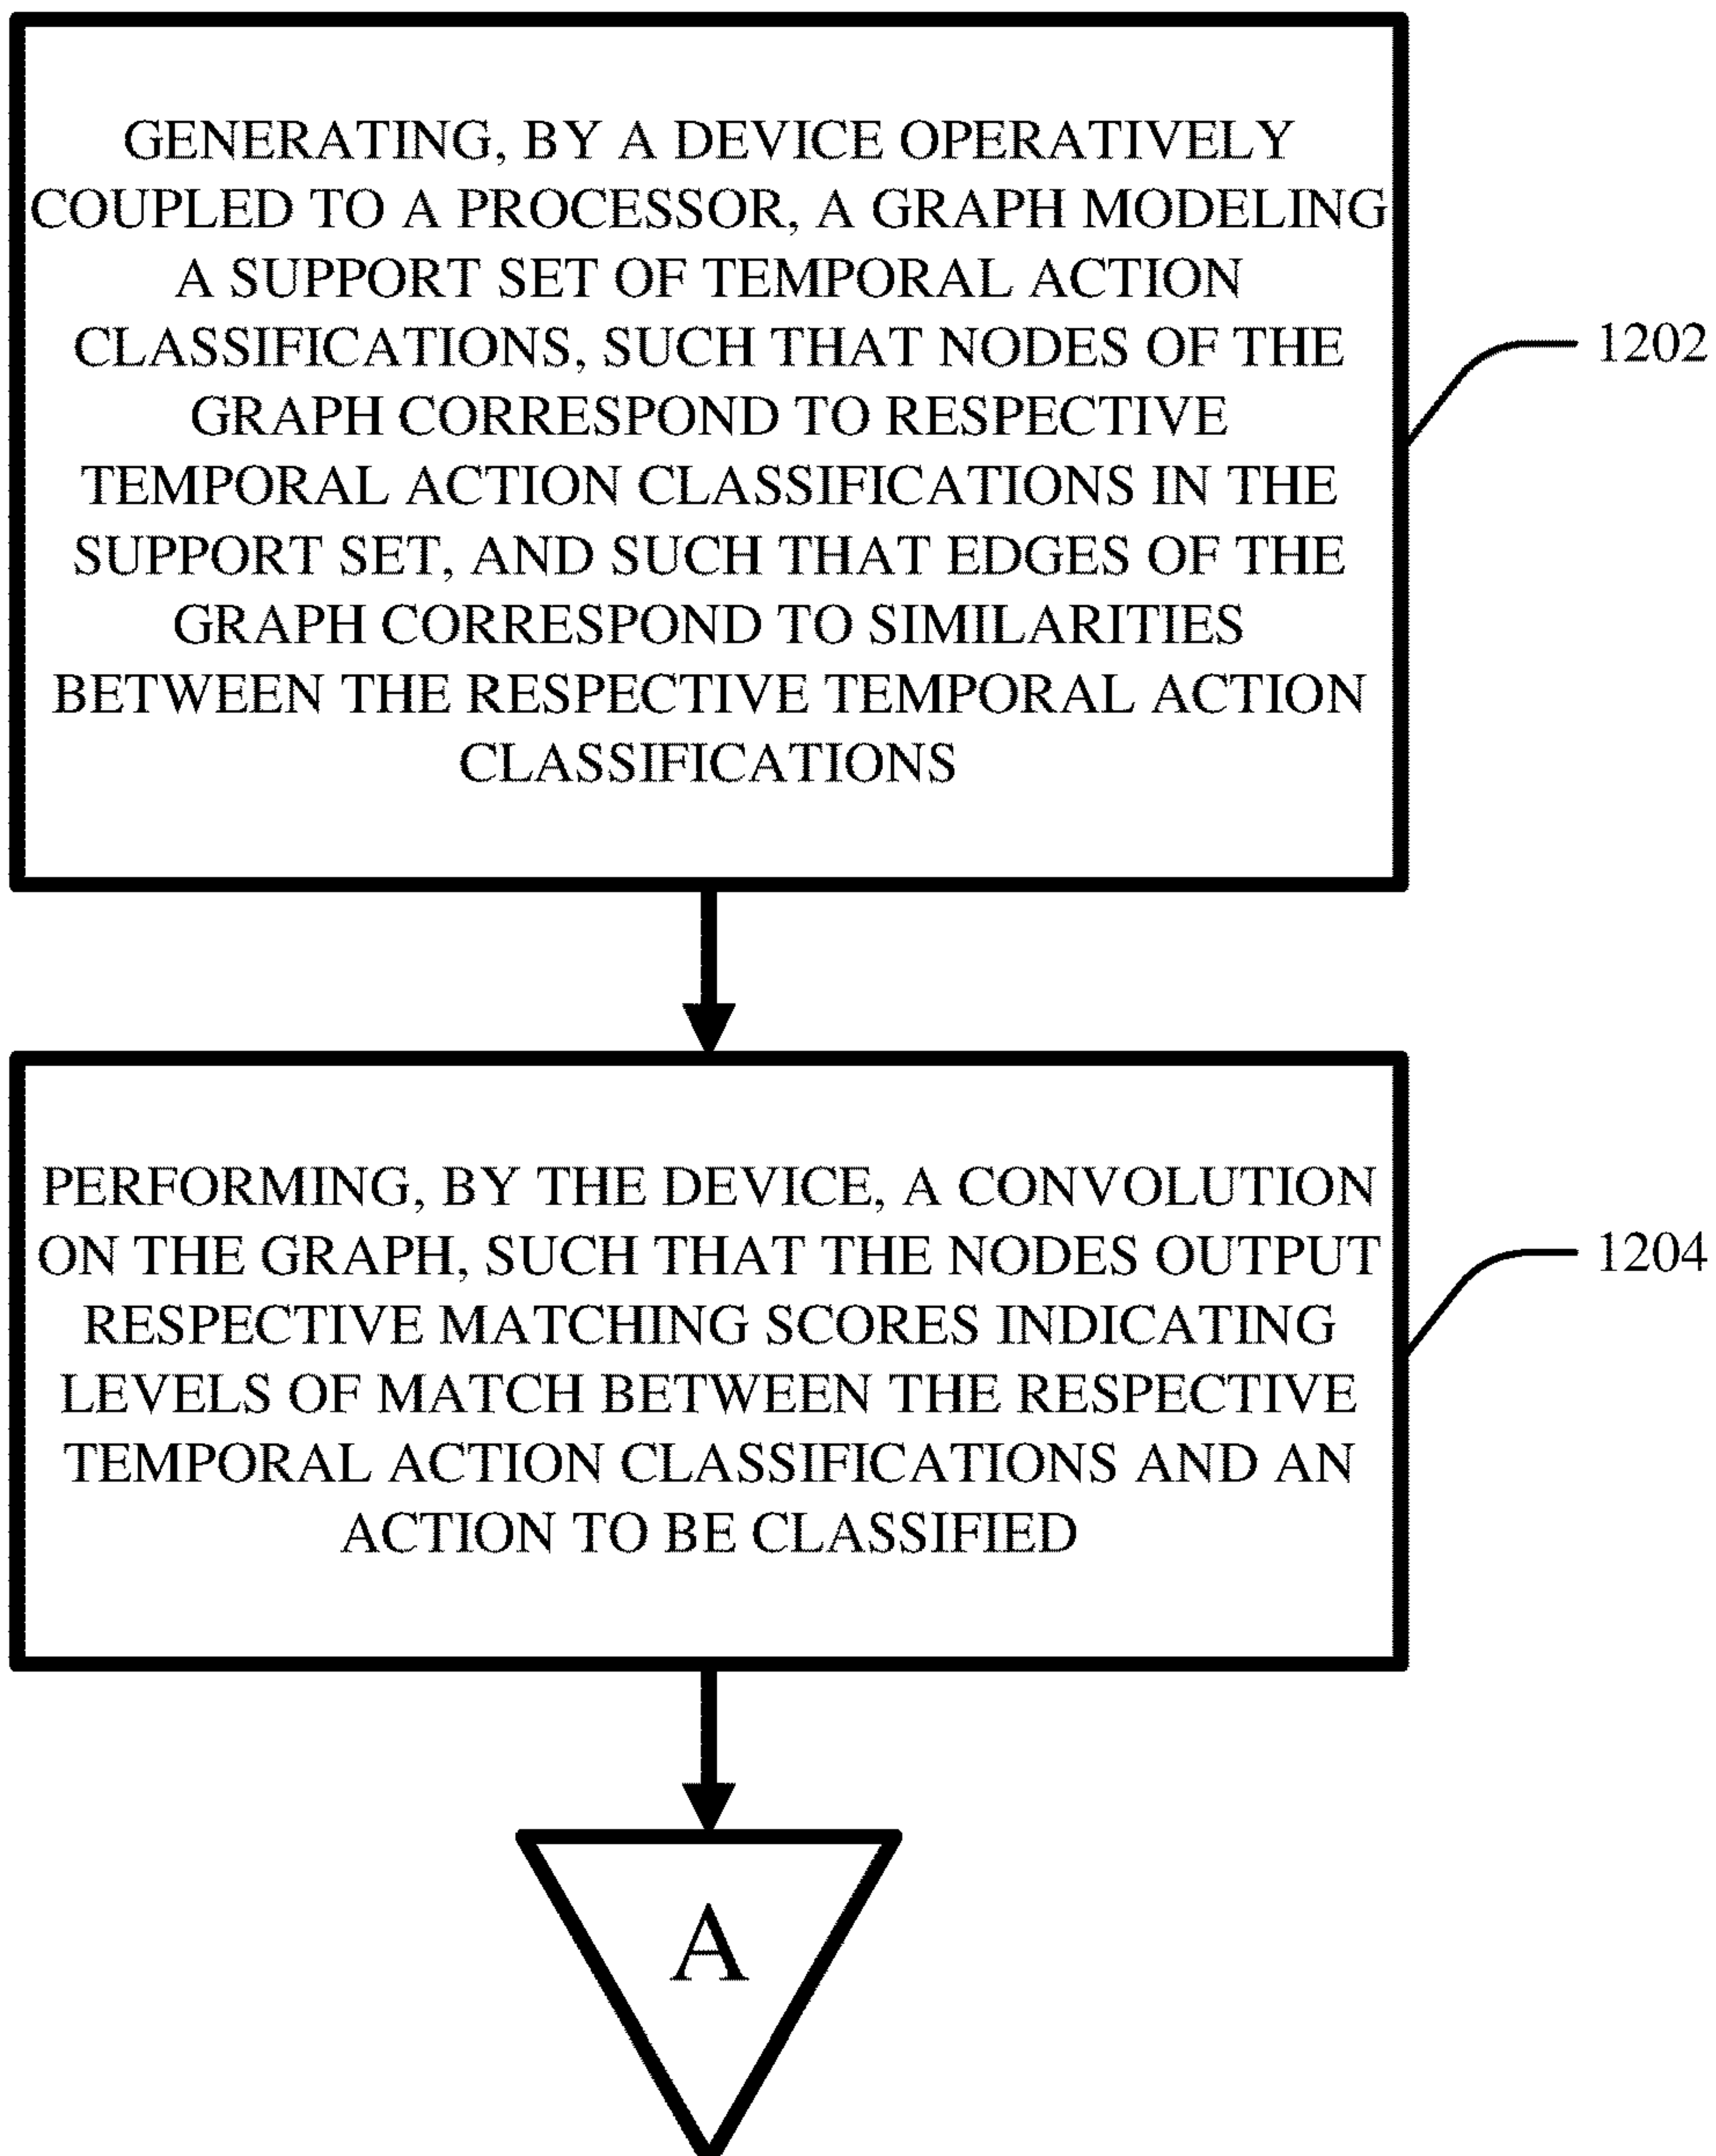 GENERATING, BY A DEVICE OPERATIVELY
COUPLED TO A PROCESSOR, A GRAPH MODELING
A SUPPORT SET OF TEMPORAL ACTION
CLASSIFICATIONS, SUCH THAT NODES OF THE
GRAPH CORRESPOND TO RESPECTIVE
TEMPORAL ACTION CLASSIFICATIONS IN THE
SUPPORT SET, AND SUCH THAT EDGES OF THE
GRAPH CORRESPOND TO SIMILARITIES
BETWEEN THE RESPECTIVE TEMPORAL ACTION
CLASSIFICATIONS
1202
PERFORMING, BY THE DEVICE, A CONVOLUTION
ON THE GRAPH, SUCH THAT THE NODES OUTPUT
RESPECTIVE MATCHING SCORES INDICATING
LEVELS OF MATCH BETWEEN THE RESPECTIVE
TEMPORAL ACTION CLASSIFICATIONS AND AN
ACTION TO BE CLASSIFIED
1204
A